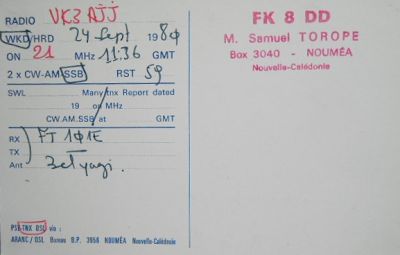 RADIO VK3AJJ
WKD/HRD 24 Sept 1980
ON 21 MHz 11:36 GMT
2 x CW-AM-SSB RST 59
SWL Many tnx Report dated
19 on MHz
CW.AM.SSB at GMT
RX FT 101E
TX
Ant 3el yagi.
PSE-TNX QSL via :
ARANC / QSL Bureau B.P. 3956 NOUMÉA Nouvelle-Calédonie
FK 8 DD
M. Samuel TOROPE
Box 3040 - NOUMÉA
Nouvelle-Calédonie